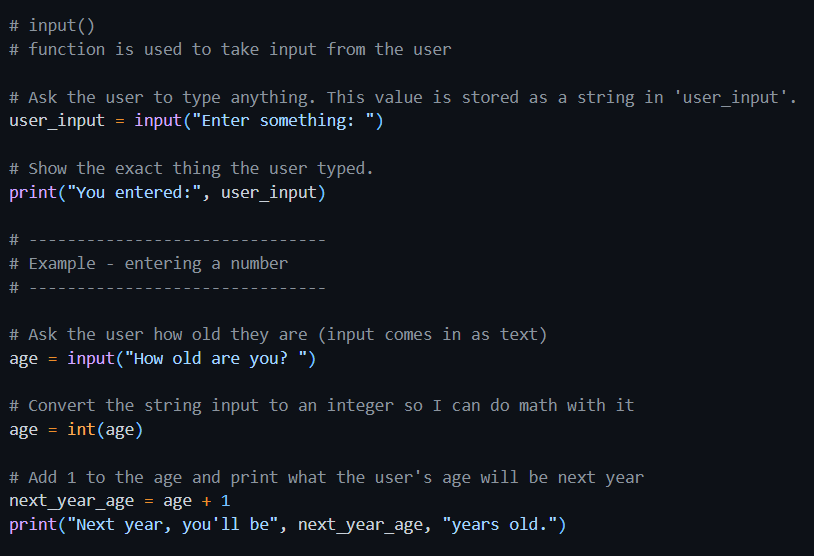 # input()
# function is used to take input from the user
# Ask the user to type anything. This value is stored as a string in 'user_input'.
user_input = input("Enter something: ")
# Show the exact thing the user typed.
print("You entered:", user_input)
# -------------------------------
# Example - entering a number
# -------------------------------
# Ask the user how old they are (input comes in as text)
age = input("How old are you? ")
# Convert the string input to an integer so I can do math with it
age = int(age)
# Add 1 to the age and print what the user's age will be next year
next_year_age = age + 1
print("Next year, you'll be", next_year_age, "years old.")